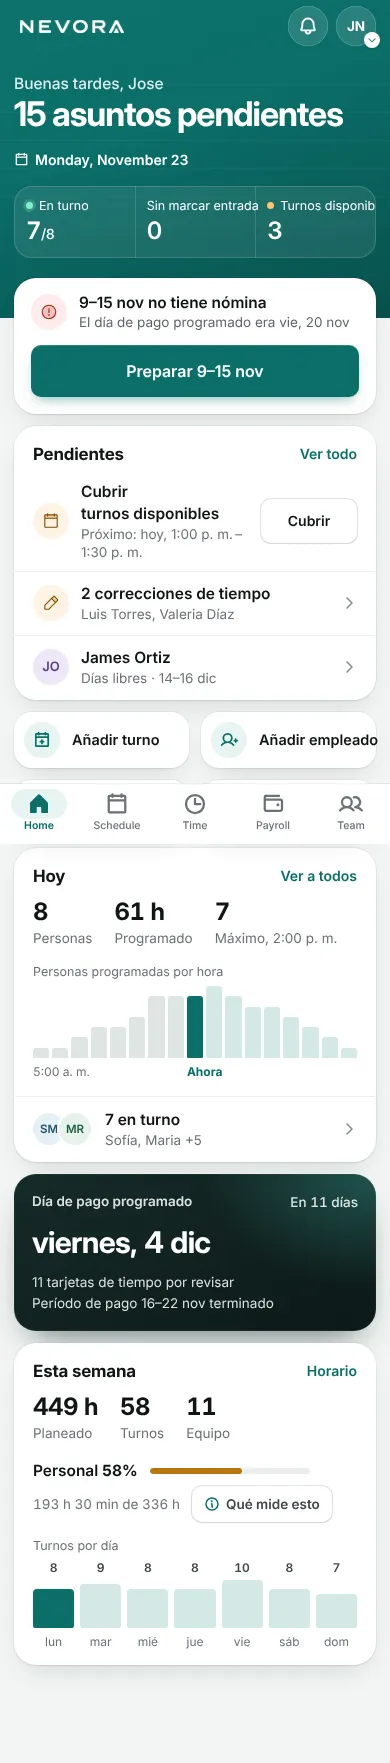 NEVORA
JN
Buenas tardes, Jose
15 asuntos pendientes
Monday, November 23
En turno
Sin marcar entrada
Turnos disponib
7/8
0
3
9–15 nov no tiene nómina
El día de pago programado era vie, 20 nov
Preparar 9–15 nov
Pendientes
Ver todo
Cubrir
turnos disponibles
Próximo: hoy, 1:00 p. m. –
1:30 p. m.
Cubrir
2 correcciones de tiempo
Luis Torres, Valeria Díaz
JO
James Ortiz
Días libres · 14–16 dic
Añadir turno
Añadir empleado
Home
Schedule
Time
Payroll
Team
Hoy
Ver a todos
8
61 h
7
Personas
Programado
Máximo, 2:00 p. m.
Personas programadas por hora
5:00 a. m.
Ahora
SM
MR
7 en turno
Sofía, Maria +5
Día de pago programado
En 11 días
viernes, 4 dic
11 tarjetas de tiempo por revisar
Período de pago 16–22 nov terminado
Esta semana
Horario
449 h
58
11
Planeado
Turnos
Equipo
Personal 58%
193 h 30 min de 336 h
Qué mide esto
Turnos por día
8 9 8 8 10 8 7
lun mar mié jue vie sáb dom